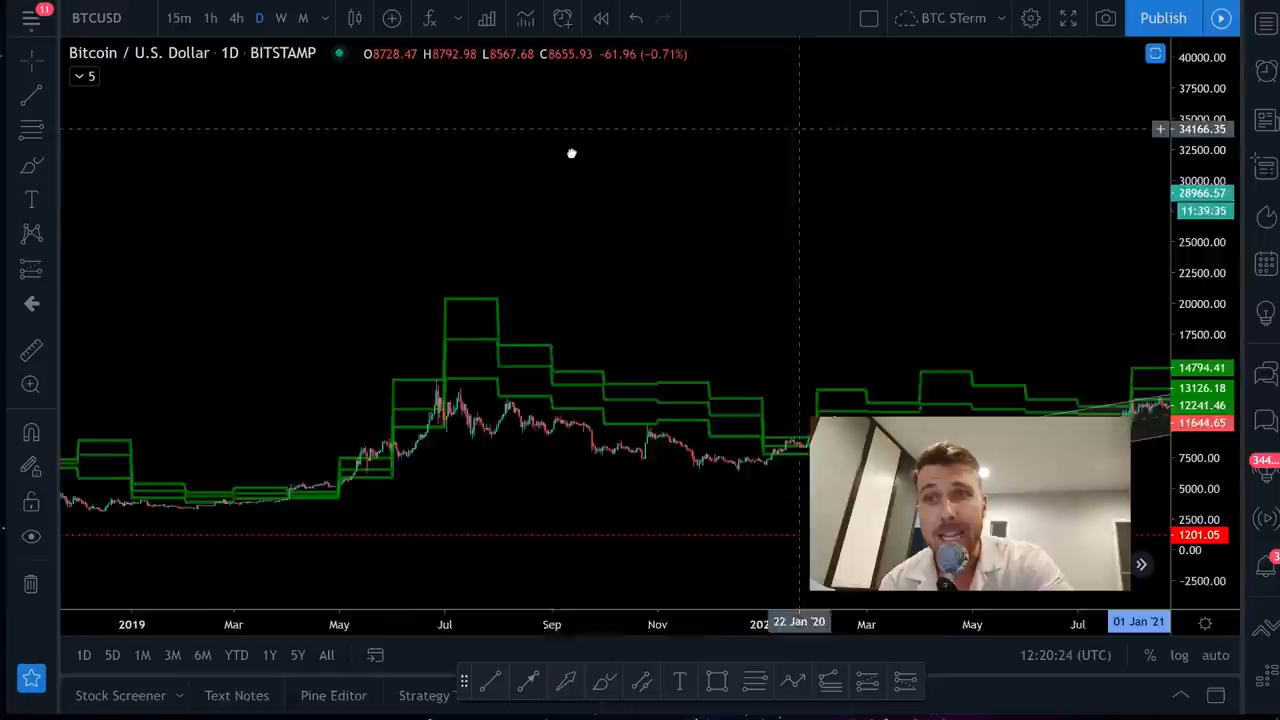 11
BTCUSD
15m 1h 4h D W M
BTC STerm
Publish
Bitcoin / U.S. Dollar · 1D · BITSTAMP
O8728.47 H8792.98 L8567.68 C8655.93 -61.96 (-0.71%)
5
40000.00
37500.00
35000.00
34166.35
32500.00
30000.00
28966.57
11:39:35
25000.00
22500.00
20000.00
17500.00
14794.41
13126.18
12241.46
11644.65
7500.00
5000.00
2500.00
1201.05
0.00
-2500.00
344...
3
2019 Mar May Jul Sep Nov 202 22 Jan '20 Mar May Jul 01 Jan '21
1D 5D 1M 3M 6M YTD 1Y 5Y All
12:20:24 (UTC) % log auto
Stock Screener Text Notes Pine Editor Strategy